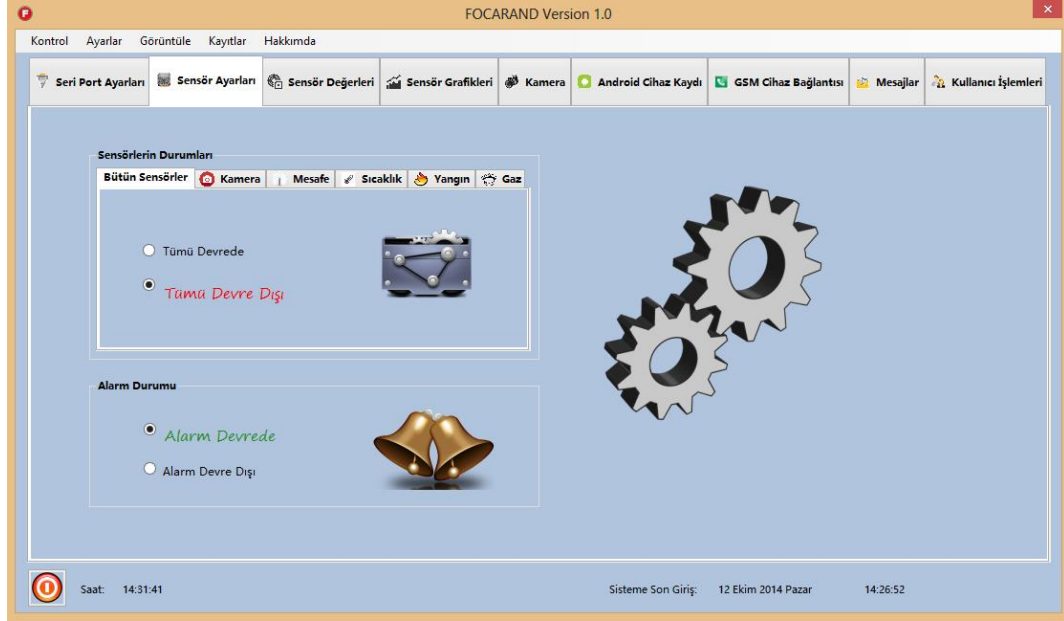 FOCARAND Version 1.0
Kontrol Ayarlar Görüntüle Kayıtlar Hakkımda
Seri Port Ayarları Sensör Ayarları Sensör Değerleri Sensör Grafikleri Kamera Android Cihaz Kaydı GSM Cihaz Bağlantısı Mesajlar Kullanıcı İşlemleri
Sensörlerin Durumları
Bütün Sensörler Kamera Mesafe Sıcaklık Yangın Gaz
Tümü Devrede
Tümü Devre Dışı
Alarm Durumu
Alarm Devrede
Alarm Devre Dışı
Saat: 14:31:41 Sisteme Son Giriş: 12 Ekim 2014 Pazar 14:26:52